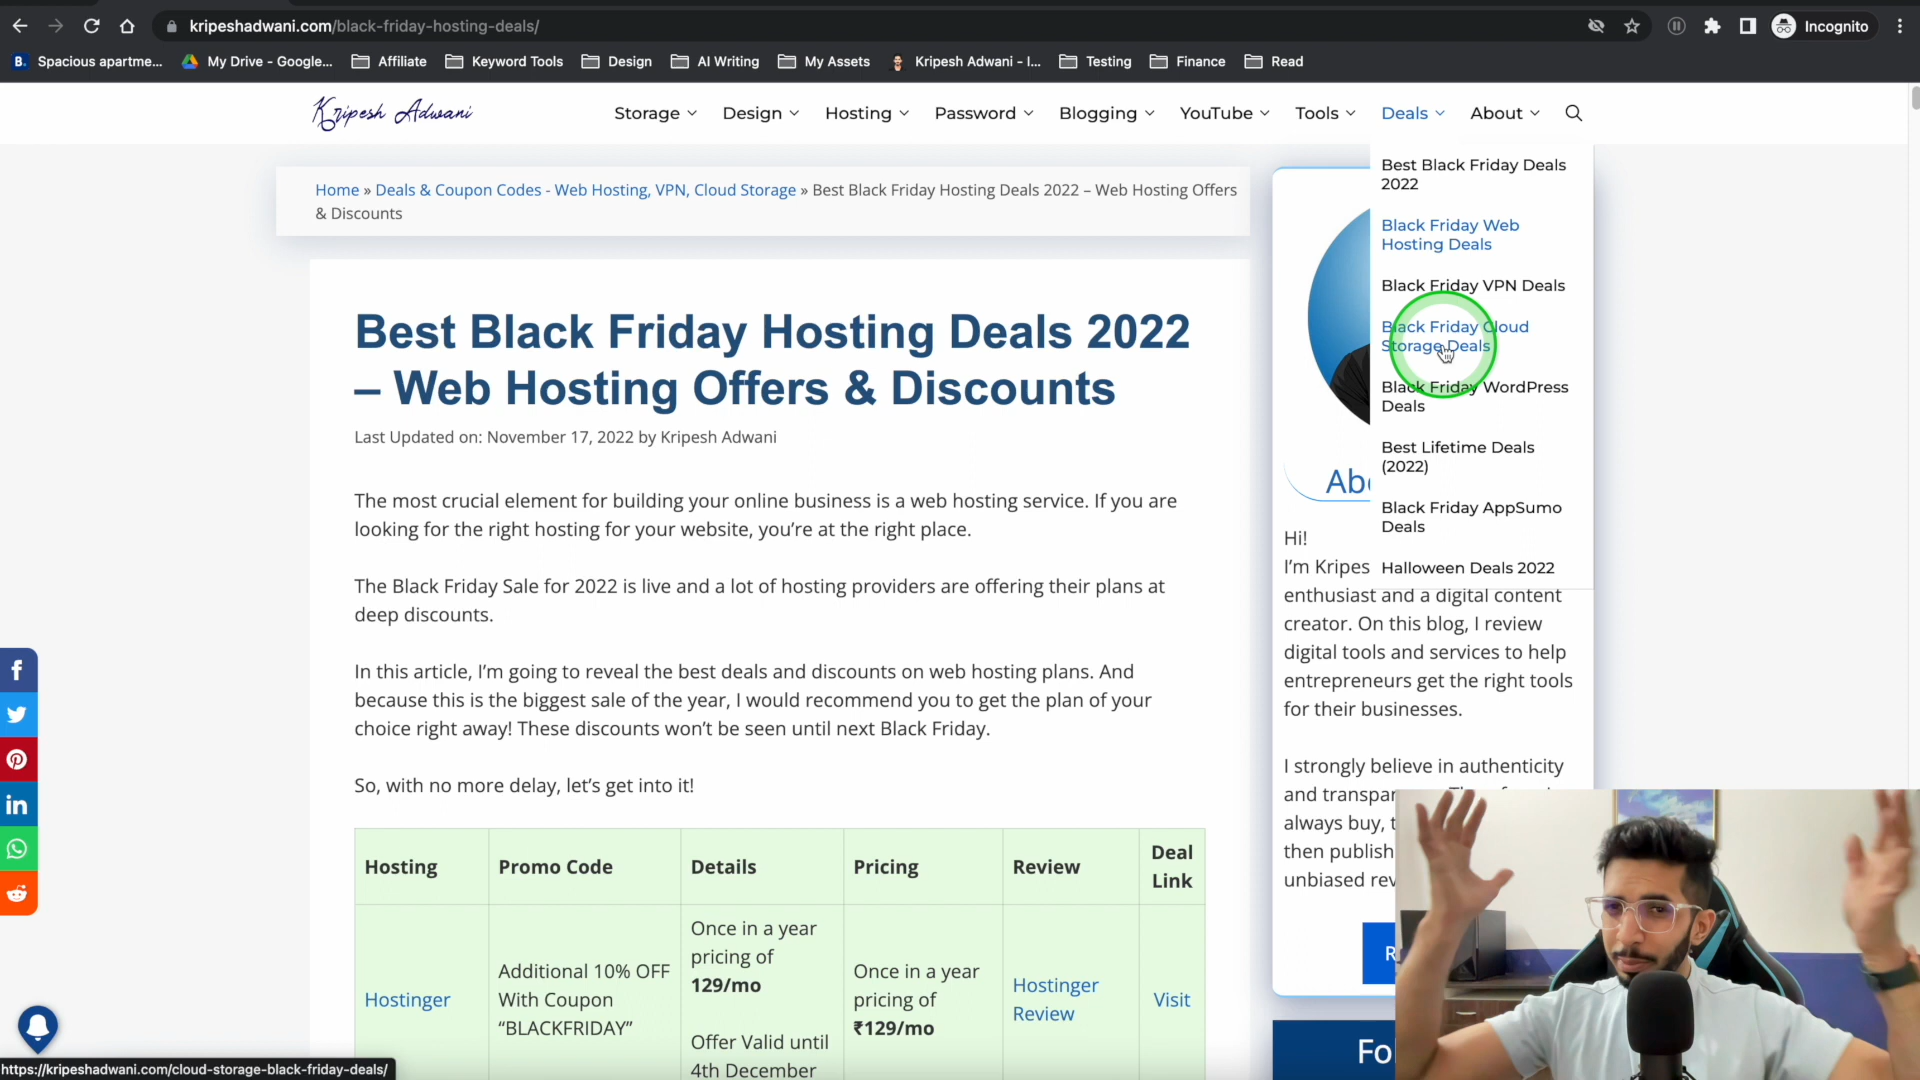 kripeshadwani.com/black-friday-hosting-deals/
Incognito
B. Spacious apartme...
My Drive - Google...
Affiliate
Keyword Tools
Design
AI Writing
My Assets
Kripesh Adwani - I...
Testing
Finance
Read
Kripesh Adwani
Storage
Design
Hosting
Password
Blogging
YouTube
Tools
Deals
About
Home » Deals & Coupon Codes - Web Hosting, VPN, Cloud Storage » Best Black Friday Hosting Deals 2022 – Web Hosting Offers
& Discounts
Best Black Friday Deals
2022
Black Friday Web
Hosting Deals
Black Friday VPN Deals
Black Friday Cloud
Storage Deals
Black Friday WordPress
Deals
Best Lifetime Deals
(2022)
Black Friday AppSumo
Deals
Halloween Deals 2022
Best Black Friday Hosting Deals 2022
– Web Hosting Offers & Discounts
Last Updated on: November 17, 2022 by Kripesh Adwani
The most crucial element for building your online business is a web hosting service. If you are
looking for the right hosting for your website, you're at the right place.
The Black Friday Sale for 2022 is live and a lot of hosting providers are offering their plans at
deep discounts.
In this article, I'm going to reveal the best deals and discounts on web hosting plans. And
because this is the biggest sale of the year, I would recommend you to get the plan of your
choice right away! These discounts won't be seen until next Black Friday.
So, with no more delay, let's get into it!
Hosting
Promo Code
Details
Pricing
Review
Deal
Link
Hostinger
Additional 10% OFF
With Coupon
“BLACKFRIDAY”
Once in a year
pricing of
129/mo
Offer Valid until
4th December
Once in a year
pricing of
₹129/mo
Hostinger
Review
Visit
Hi!
I'm Kripes
enthusiast and a digital content
creator. On this blog, I review
digital tools and services to help
entrepreneurs get the right tools
for their businesses.
I strongly believe in authenticity
and transpar
always buy, t
then publish
unbiased rev
Fo
https://kripeshadwani.com/cloud-storage-black-friday-deals/